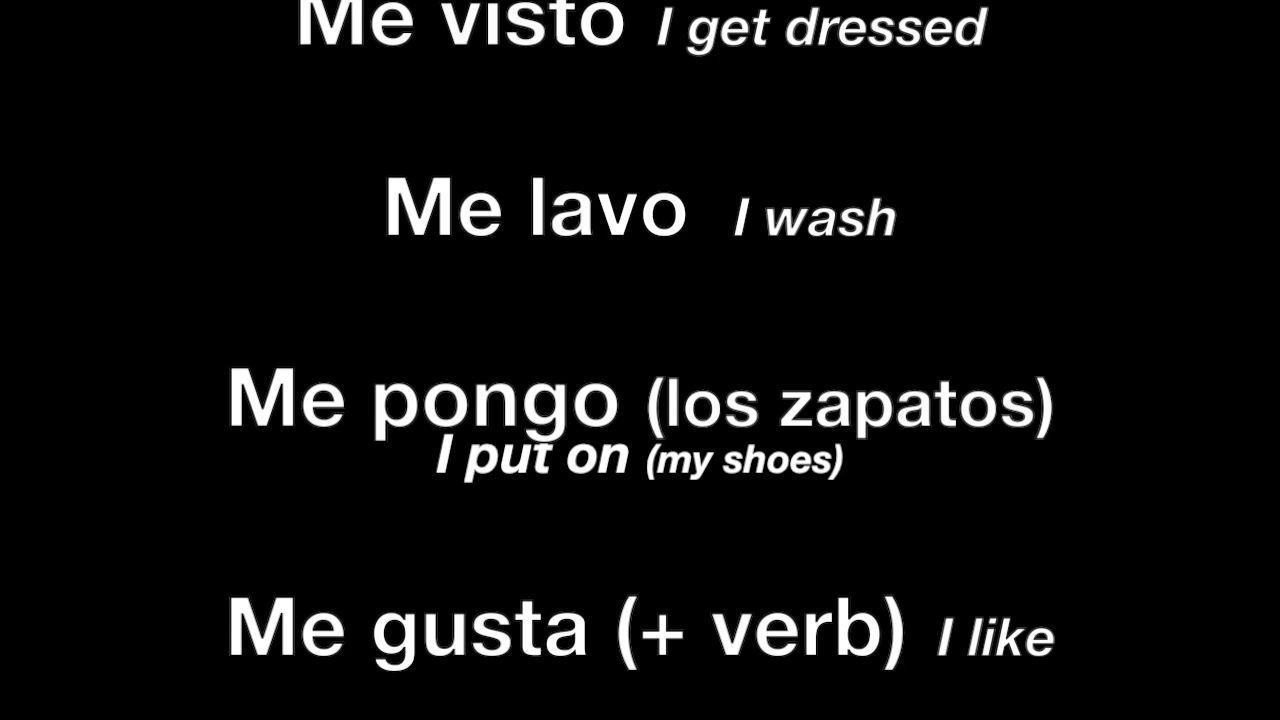 Me visto I get dressed
Me lavo I wash
Me pongo (los zapatos)
I put on (my shoes)
Me gusta (+ verb) I like